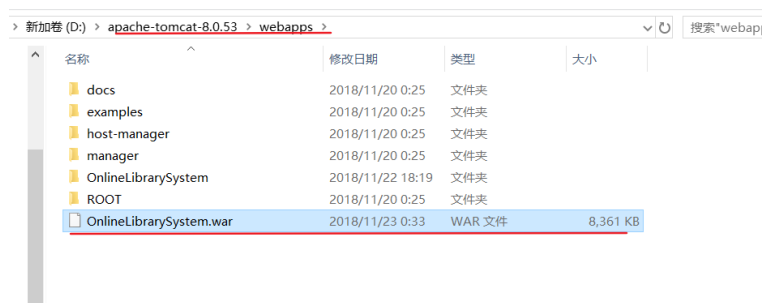 新加卷 (D:) > apache-tomcat-8.0.53 > webapps > 搜索"webapp
名称 修改日期 类型 大小
docs 2018/11/20 0:25 文件夹
examples 2018/11/20 0:25 文件夹
host-manager 2018/11/20 0:25 文件夹
manager 2018/11/20 0:25 文件夹
OnlineLibrarySystem 2018/11/22 18:19 文件夹
ROOT 2018/11/20 0:25 文件夹
OnlineLibrarySystem.war 2018/11/23 0:33 WAR 文件 8,361 KB